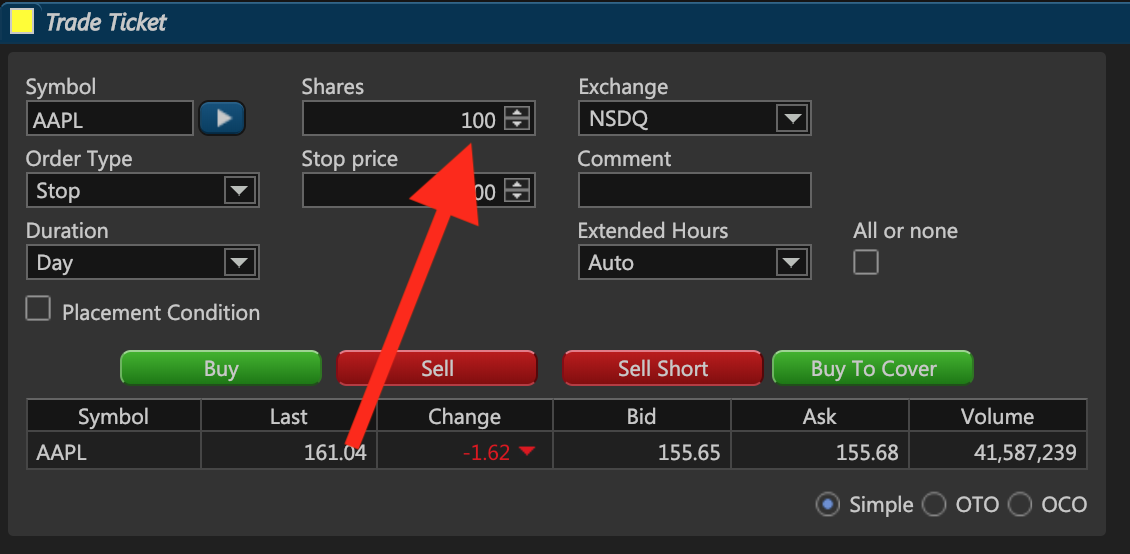 Trade Ticket
Symbol Shares Exchange
AAPL 100 NSDQ
Order Type Stop price Comment
Stop
Duration Extended Hours All or none
Day Auto
Placement Condition
Buy Sell Sell Short Buy To Cover
Symbol Last Change Bid Ask Volume
AAPL 161.04 -1.62 155.65 155.68 41,587,239
Simple OTO OCO